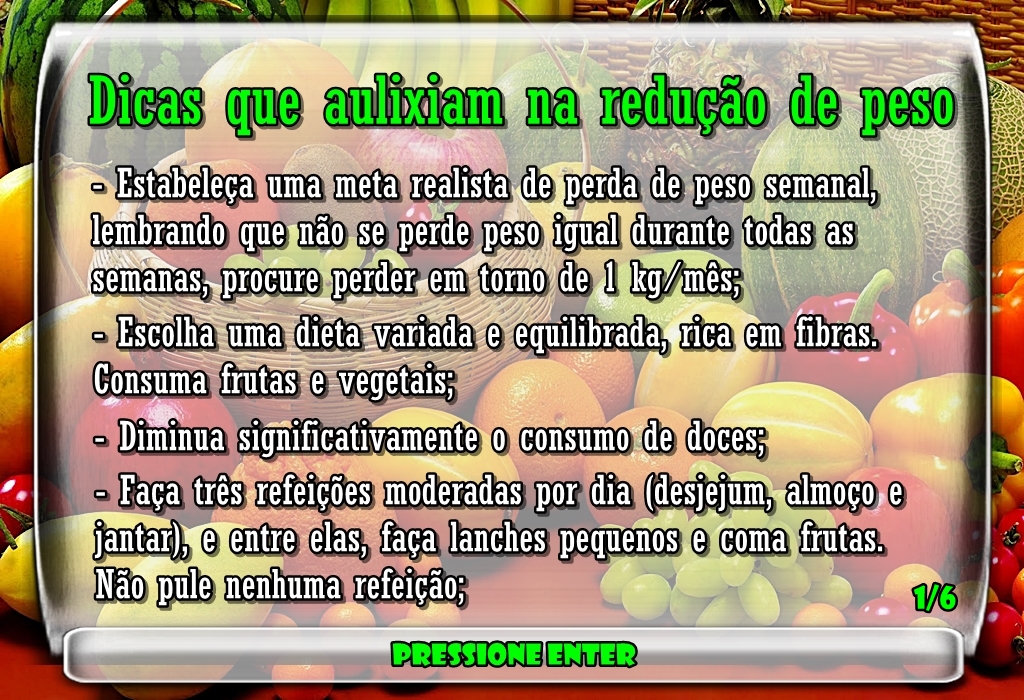 Dicas que aulixiam na redução de peso
- Estabeleça uma meta realista de perda de peso semanal,
lembrando que não se perde peso igual durante todas as
semanas, procure perder em torno de 1 kg/mês;
- Escolha uma dieta variada e equilibrada, rica em fibras.
Consuma frutas e vegetais;
- Diminua significativamente o consumo de doces;
- Faça três refeições moderadas por dia (desjejum, almoço e
jantar), e entre elas, faça lanches pequenos e coma frutas.
Não pule nenhuma refeição;
1/6
PRESSIONE ENTER